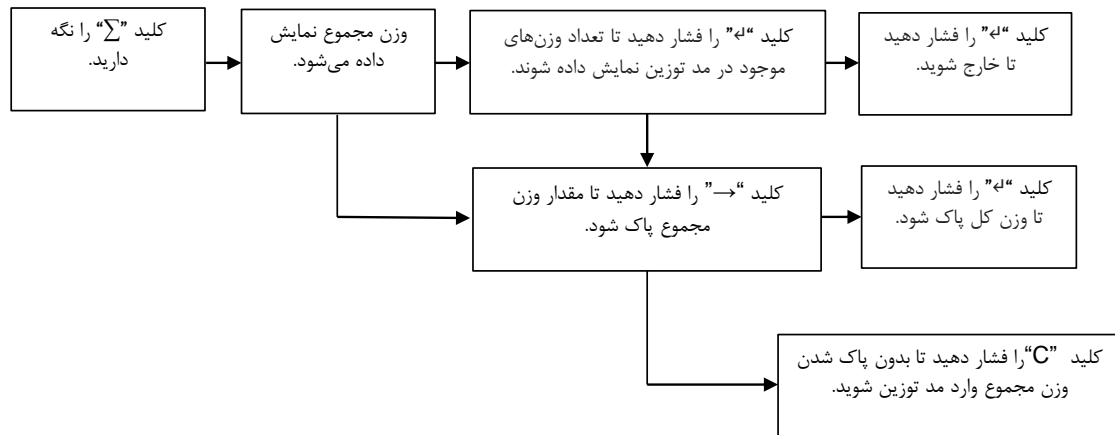 کلید "∑" را نگه
دارید.
وزن مجموع نمایش
داده می‌شود.
کلید “↵” را فشار دهید تا تعداد وزن‌های
موجود در مد توزین نمایش داده شوند.
کلید “↵” را فشار دهید
تا خارج شوید.
کلید “→” را فشار دهید تا مقدار وزن
مجموع پاک شود.
کلید “↵” را فشار دهید
تا وزن کل پاک شود.
کلید “C” را فشار دهید تا بدون پاک شدن
وزن مجموع وارد مد توزین شوید.